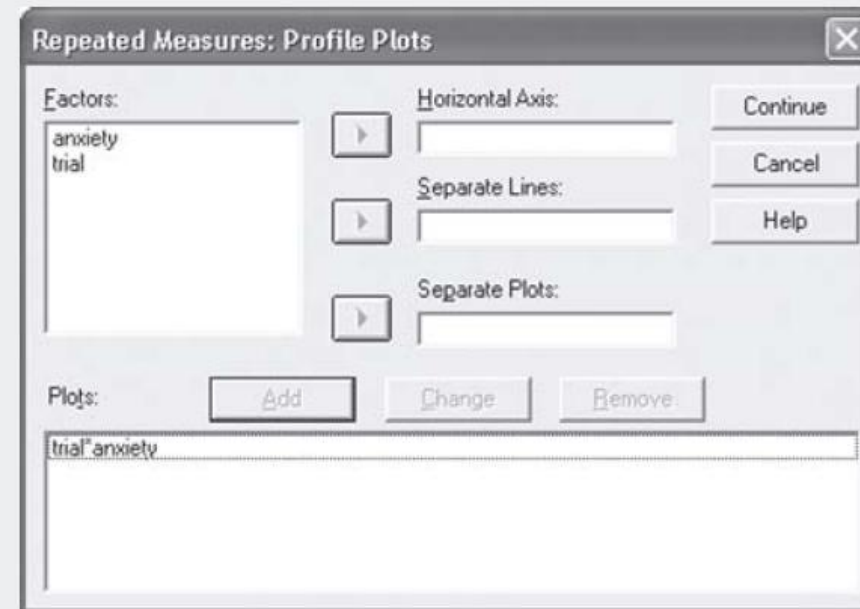 Repeated Measures: Profile Plots
Factors:
anxiety
trial
Horizontal Axis:
Separate Lines:
Separate Plots:
Continue
Cancel
Help
Plots:
Add
Change
Remove
trial*anxiety